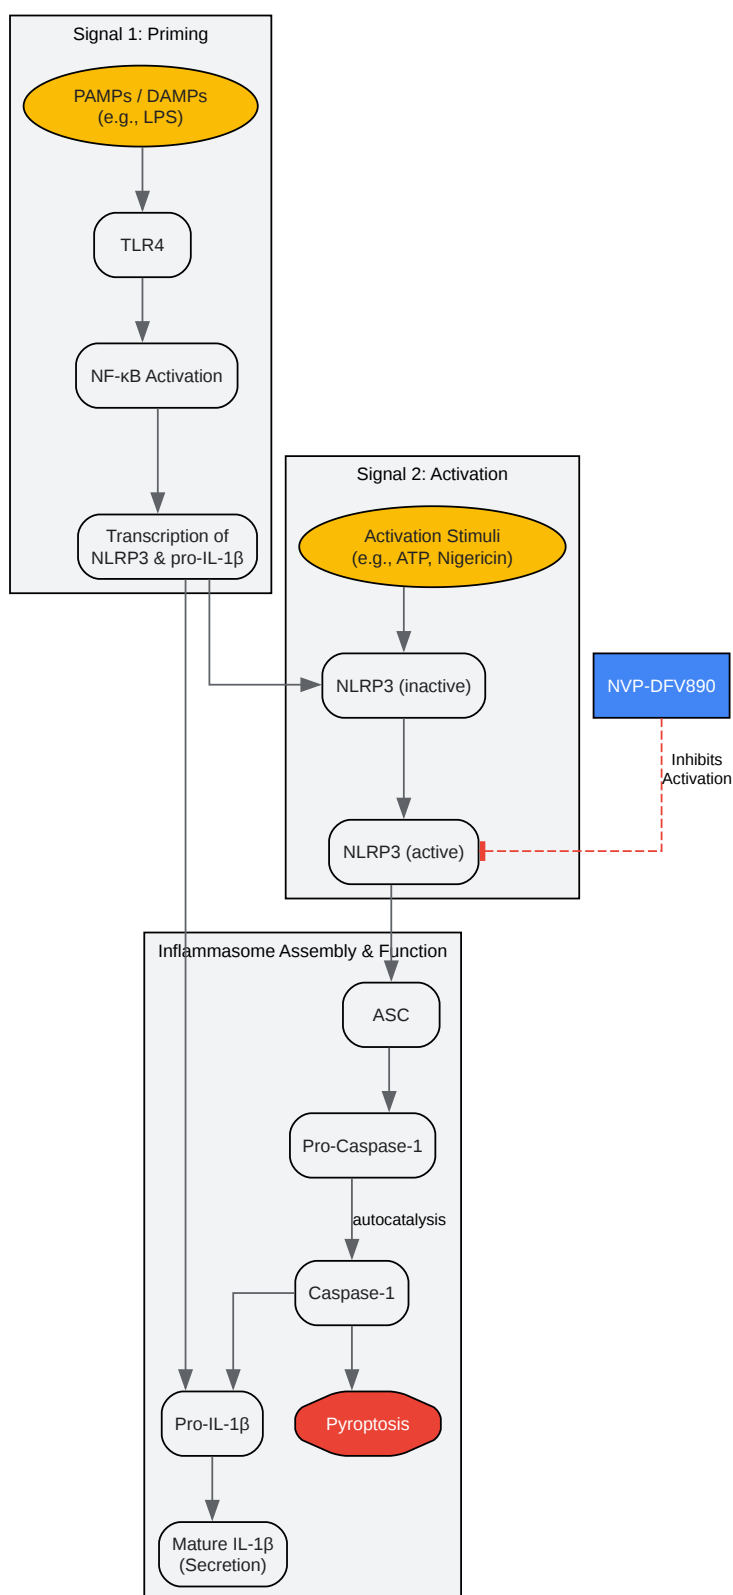 Signal 1: Priming
PAMPs / DAMPs
(e.g., LPS)
TLR4
NF-κB Activation
Transcription of
NLRP3 & pro-IL-1β
Signal 2: Activation
Activation Stimuli
(e.g., ATP, Nigericin)
NLRP3 (inactive)
NVP-DFV890
Inhibits
Activation
NLRP3 (active)
Inflammasome Assembly & Function
ASC
Pro-Caspase-1
autocatalysis
Caspase-1
Pro-IL-1β
Pyroptosis
Mature IL-1β
(Secretion)